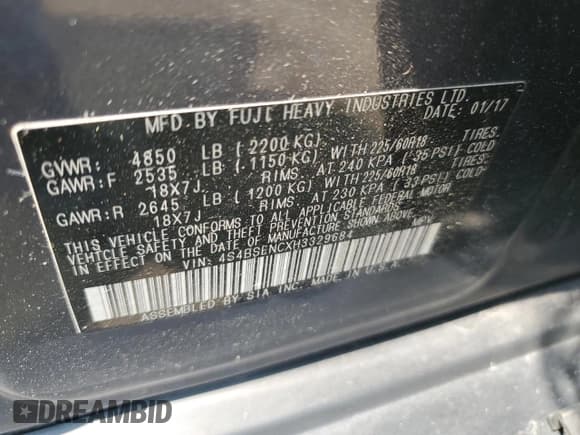 MFD BY FUJI HEAVY INDUSTRIES LTD.
DATE: 01/17
GVWR: 4850 LB ( 2200 KG)
GAWR:F 2535 LB ( 1150 KG) WITH 225/60R18 TIRES.
18X7J RIMS. AT 240 KPA ( 35 PSI) COLD
GAWR:R 2645 LB ( 1200 KG) WITH 225/60R18 TIRES.
18X7J RIMS. AT 230 KPA ( 33 PSI) COLD
THIS VEHICLE CONFORMS TO ALL APPLICABLE FEDERAL MOTOR
VEHICLE SAFETY AND BUMPER STANDARDS
IN EFFECT ON THE DATE OF MANUFACTURE SHOWN ABOVE.
VIN: 4S4BSENCXH3329684 MPV
ASSEMBLED BY SIA INC. MADE IN U.S.A.
DREAMBID